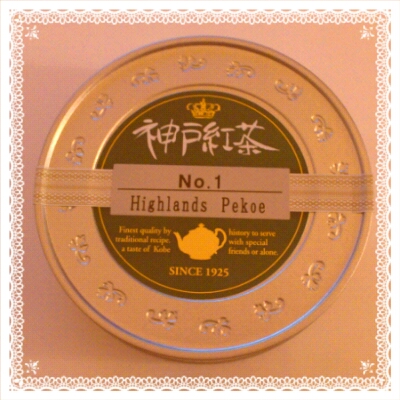 神戸紅茶
No.1
Highlands Pekoe
Finest quality by
traditional recipe.
a taste of Kobe
history to serve
with special
friends or alone.
SINCE 1925